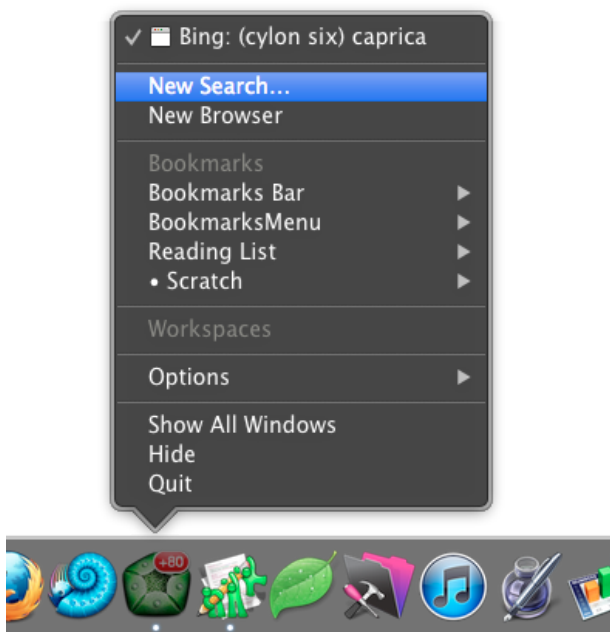 Bing: (cylon six) caprica
New Search...
New Browser
Bookmarks
Bookmarks Bar
BookmarksMenu
Reading List
• Scratch
Workspaces
Options
Show All Windows
Hide
Quit
+80